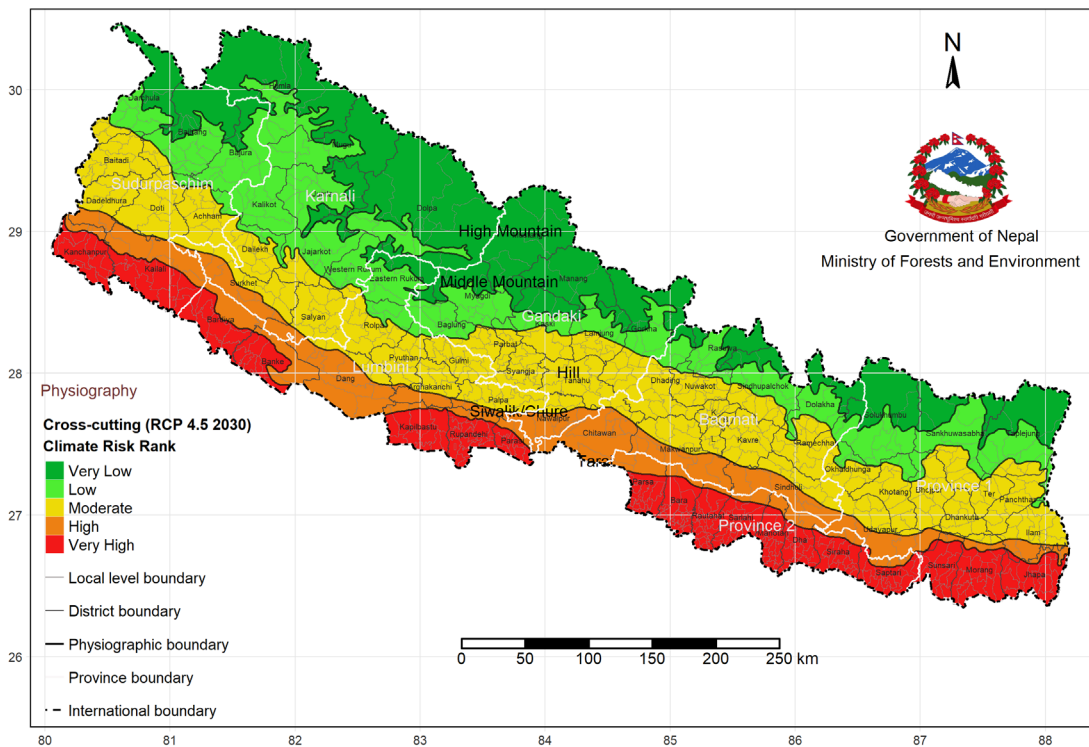 N
Government of Nepal
Ministry of Forests and Environment
Darchula
Humla
Bajhang
Bajura
Mugu
Baitadi
Sudurpaschim
Karnali
Dadeldhura
Doti
Achham
Kalikot
Dolpa
High Mountain
Kanchanpur
Kailali
Dailekh
Jajarkot
Western Rukum
Eastern Rukum
Middle Mountain
Manang
Surkhet
Myagdi
Bardiya
Salyan
Rolpa
Baglung
Gandaki
Kaski
Lamjung
Gorkha
Parbat
Rasuwa
Banke
Pyuthan
Gulmi
Syangja
Hill
Tanahu
Dhading
Nuwakot
Sindhupalchok
Lumbini
Dang
Arghakanchi
Palpa
Dolakha
Solukhumbu
Sankhuwasabha
Taplejung
Siwalik/Chure
Nawalpur
Kapilbastu
Rupandehi
Paras
Chitawan
Bagmati
L
Kavre
Ramechha
Makwanpur
Okhaldhunga
Tarai
Parsa
Bara
Rautahat
Sarlahi
Province 2
Mahottari
Dha
Siraha
Saptari
Sindhuli
Khotang
Bhojpur
Province 1
Ter
Panchthar
Dhankuta
Udayapur
Ilam
Sunsari
Morang
Jhapa
Physiography
Cross-cutting (RCP 4.5 2030)
Climate Risk Rank
Very Low
Low
Moderate
High
Very High
Local level boundary
District boundary
Physiographic boundary
Province boundary
International boundary
0 50 100 150 200 250 km
30
29
28
27
26
80 81 82 83 84 85 86 87 88